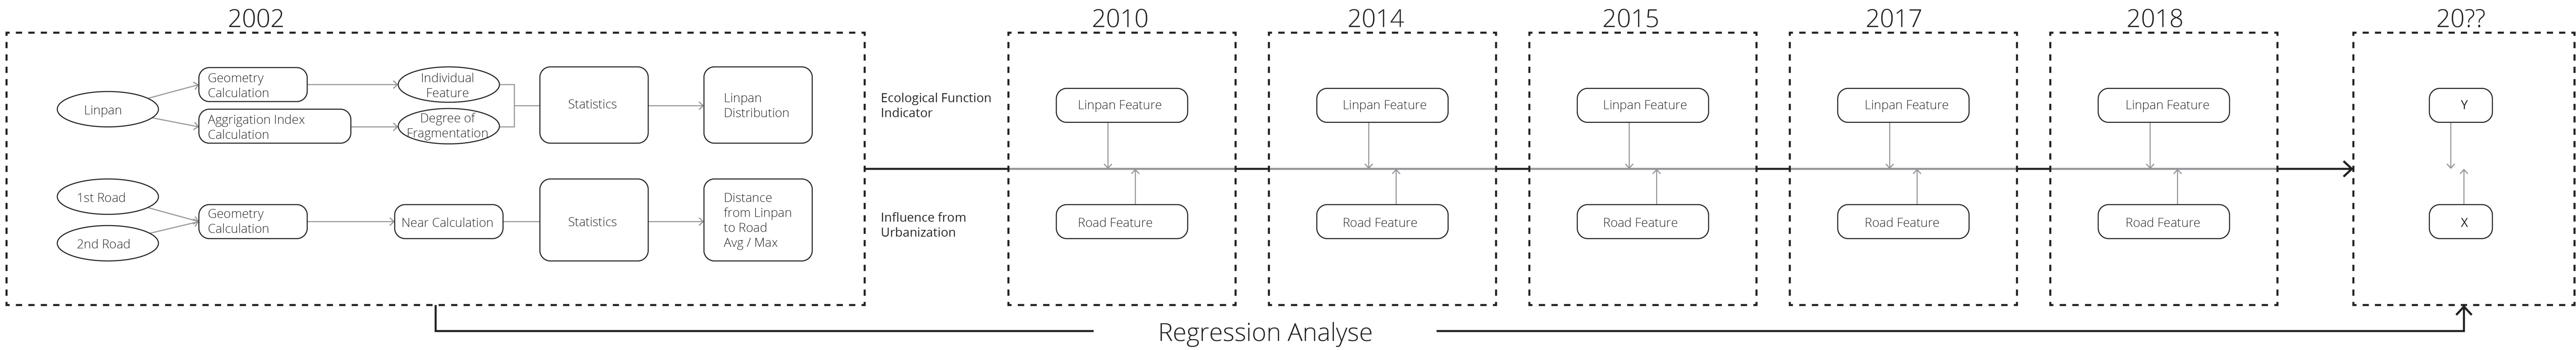 2002
2010
2014
2015
2017
2018
20??
Linpan
Geometry
Calculation
Aggrigation Index
Calculation
Individual
Feature
Degree of
Fragmentation
Statistics
Linpan
Distribution
1st Road
2nd Road
Geometry
Calculation
Near Calculation
Statistics
Distance
from Linpan
to Road
Avg / Max
Ecological Function
Indicator
Influence from
Urbanization
Linpan Feature
Road Feature
Linpan Feature
Road Feature
Linpan Feature
Road Feature
Linpan Feature
Road Feature
Linpan Feature
Road Feature
Y
X
Regression Analyse